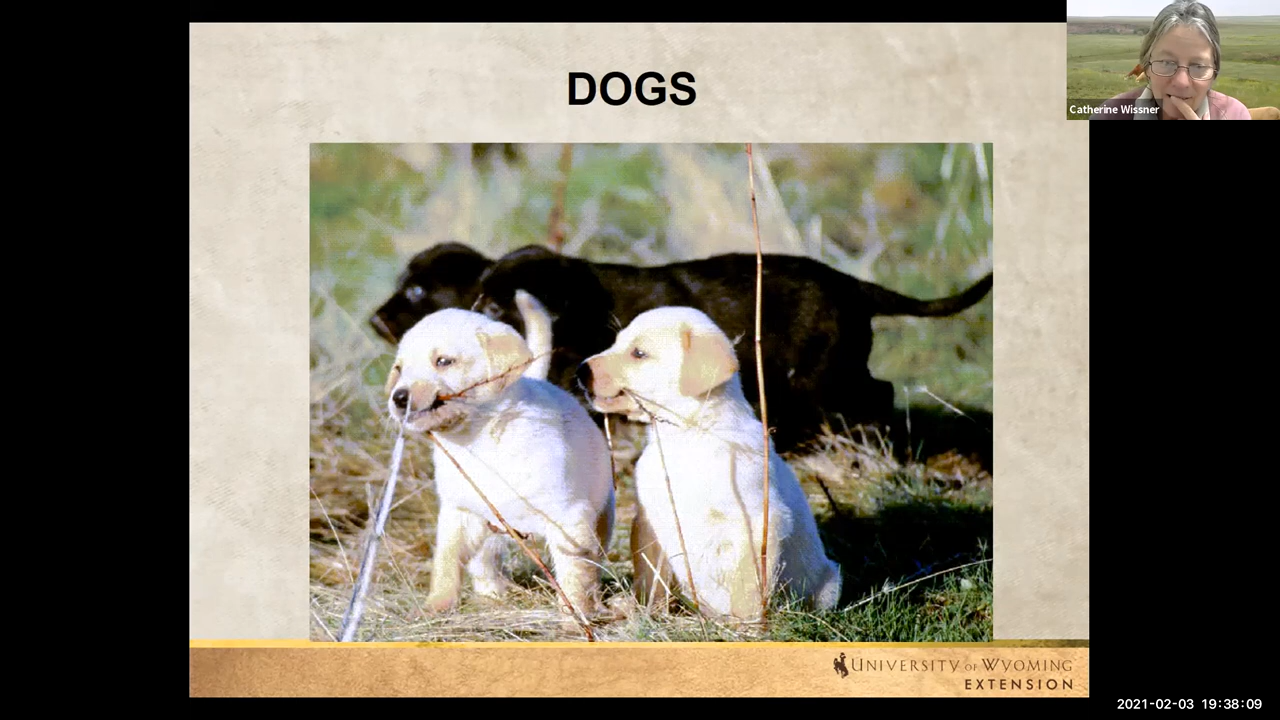 DOGS
Catherine Wissner
UNIVERSITY OF WYOMING
EXTENSION
2021-02-03 19:38:09